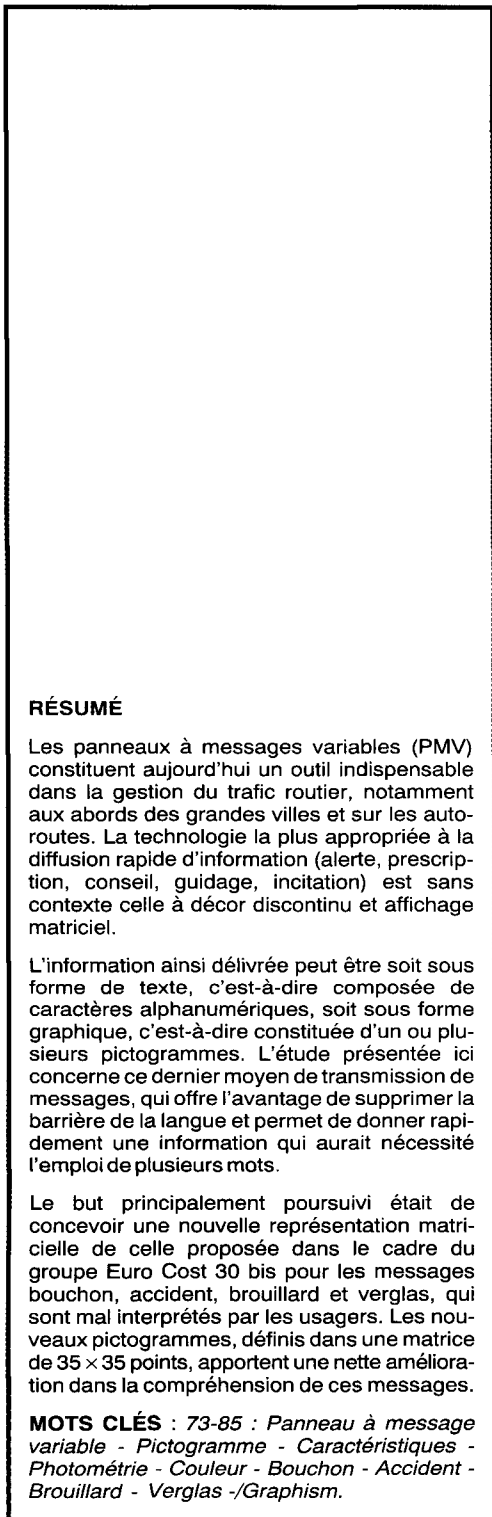 RÉSUMÉ
Les panneaux à messages variables (PMV)
constituent aujourd'hui un outil indispensable
dans la gestion du trafic routier, notamment
aux abords des grandes villes et sur les auto-
routes. La technologie la plus appropriée à la
diffusion rapide d'information (alerte, prescrip-
tion, conseil, guidage, incitation) est sans
contexte celle à décor discontinu et affichage
matriciel.
L'information ainsi délivrée peut être soit sous
forme de texte, c'est-à-dire composée de
caractères alphanumériques, soit sous forme
graphique, c'est-à-dire constituée d'un ou plu-
sieurs pictogrammes. L'étude présentée ici
concerne ce dernier moyen de transmission de
messages, qui offre l'avantage de supprimer la
barrière de la langue et permet de donner rapi-
dement une information qui aurait nécessité
l'emploi de plusieurs mots.
Le but principalement poursuivi était de
concevoir une nouvelle représentation matri-
cielle de celle proposée dans le cadre du
groupe Euro Cost 30 bis pour les messages
bouchon, accident, brouillard et verglas, qui
sont mal interprétés par les usagers. Les nou-
veaux pictogrammes, définis dans une matrice
de 35 × 35 points, apportent une nette améliora-
tion dans la compréhension de ces messages.
MOTS CLÉS : 73-85 : Panneau à message
variable - Pictogramme - Caractéristiques -
Photométrie - Couleur - Bouchon - Accident -
Brouillard - Verglas -/Graphism.